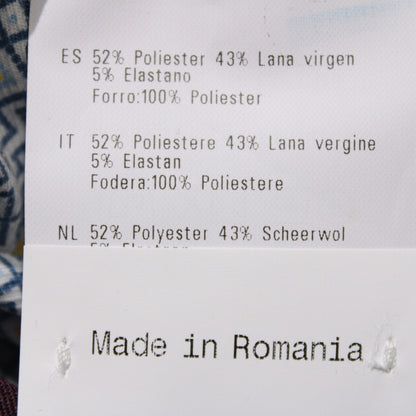 ES 52% Poliester 43% Lana virgen
5% Elastano
Forro:100% Poliester
IT 52% Poliestere 43% Lana vergine
5% Elastan
Fodera:100% Poliestere
NL 52% Polyester 43% Scheerwol
Made in Romania